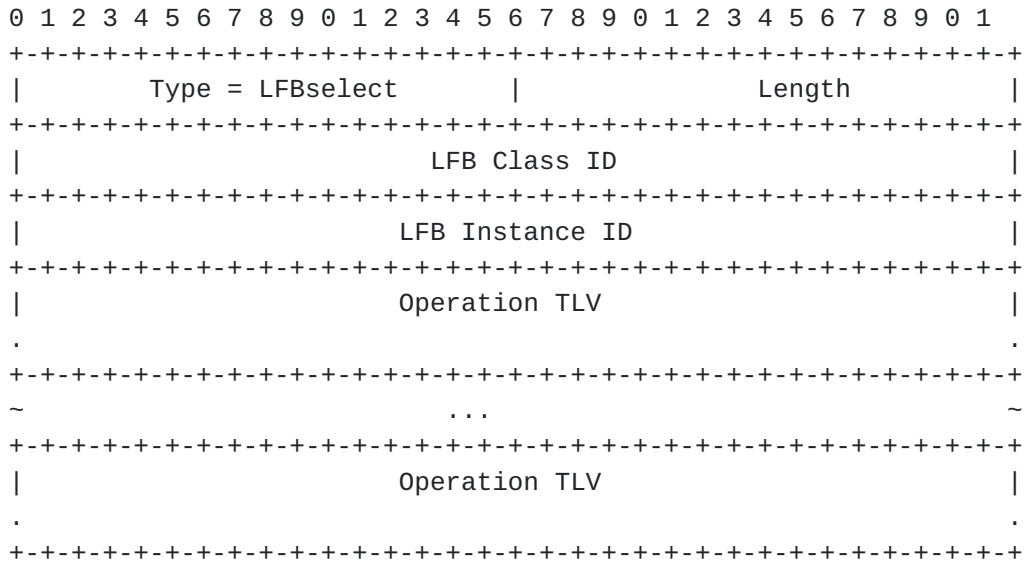 0 1 2 3 4 5 6 7 8 9 0 1 2 3 4 5 6 7 8 9 0 1 2 3 4 5 6 7 8 9 0 1
+-+-+-+-+-+-+-+-+-+-+-+-+-+-+-+-+-+-+-+-+-+-+-+-+-+-+-+-+-+-+-+-+
|        Type = LFBselect       |               Length          |
+-+-+-+-+-+-+-+-+-+-+-+-+-+-+-+-+-+-+-+-+-+-+-+-+-+-+-+-+-+-+-+-+
|                          LFB Class ID                         |
+-+-+-+-+-+-+-+-+-+-+-+-+-+-+-+-+-+-+-+-+-+-+-+-+-+-+-+-+-+-+-+-+
|                        LFB Instance ID                        |
+-+-+-+-+-+-+-+-+-+-+-+-+-+-+-+-+-+-+-+-+-+-+-+-+-+-+-+-+-+-+-+-+
|                        Operation TLV                          |
.                                                               .
+-+-+-+-+-+-+-+-+-+-+-+-+-+-+-+-+-+-+-+-+-+-+-+-+-+-+-+-+-+-+-+-+
~                           ...                                 ~
+-+-+-+-+-+-+-+-+-+-+-+-+-+-+-+-+-+-+-+-+-+-+-+-+-+-+-+-+-+-+-+-+
|                        Operation TLV                          |
.                                                               .
+-+-+-+-+-+-+-+-+-+-+-+-+-+-+-+-+-+-+-+-+-+-+-+-+-+-+-+-+-+-+-+-+